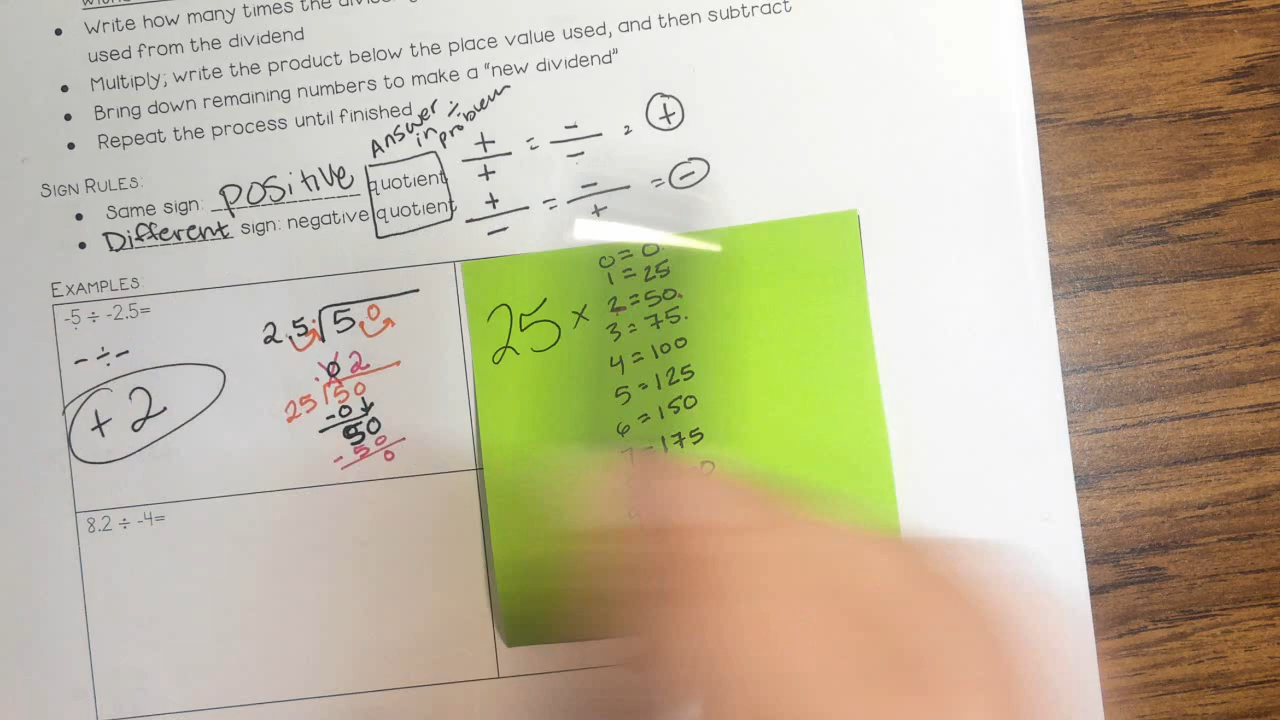 Write how many times the
used from the dividend
Multiply; write the product below the place value used, and then subtract
Bring down remaining numbers to make a "new dividend"
Repeat the process until finished
Answer in ÷ problem
SIGN RULES:
Same sign: positive quotient
Different sign: negative quotient
+/+ = -/- = +
+/- = -/+ = -
EXAMPLES:
-5 ÷ -2.5=
- ÷ -
+2
2.5 5 0
0 2
25 50
-0
50
-50
0
8.2 ÷ -4=
25 ×
0=0.
1=25
2=50.
3=75.
4=100
5=125
6=150
7-175